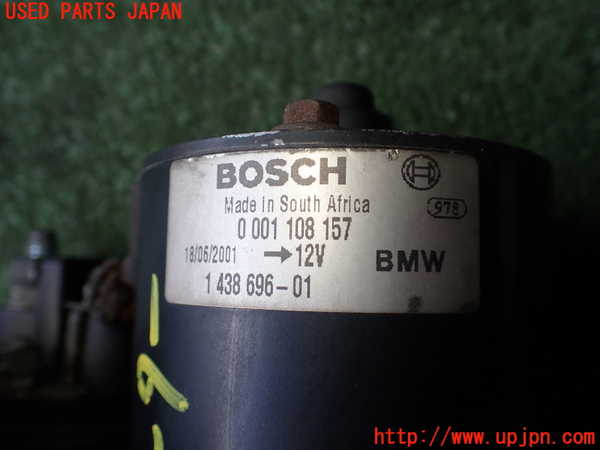 USED PARTS JAPAN
BOSCH
Made in South Africa
978
0 001 108 157
18/06/2001 →12V
BMW
1 438 696-01
http://www.upjpn.com/